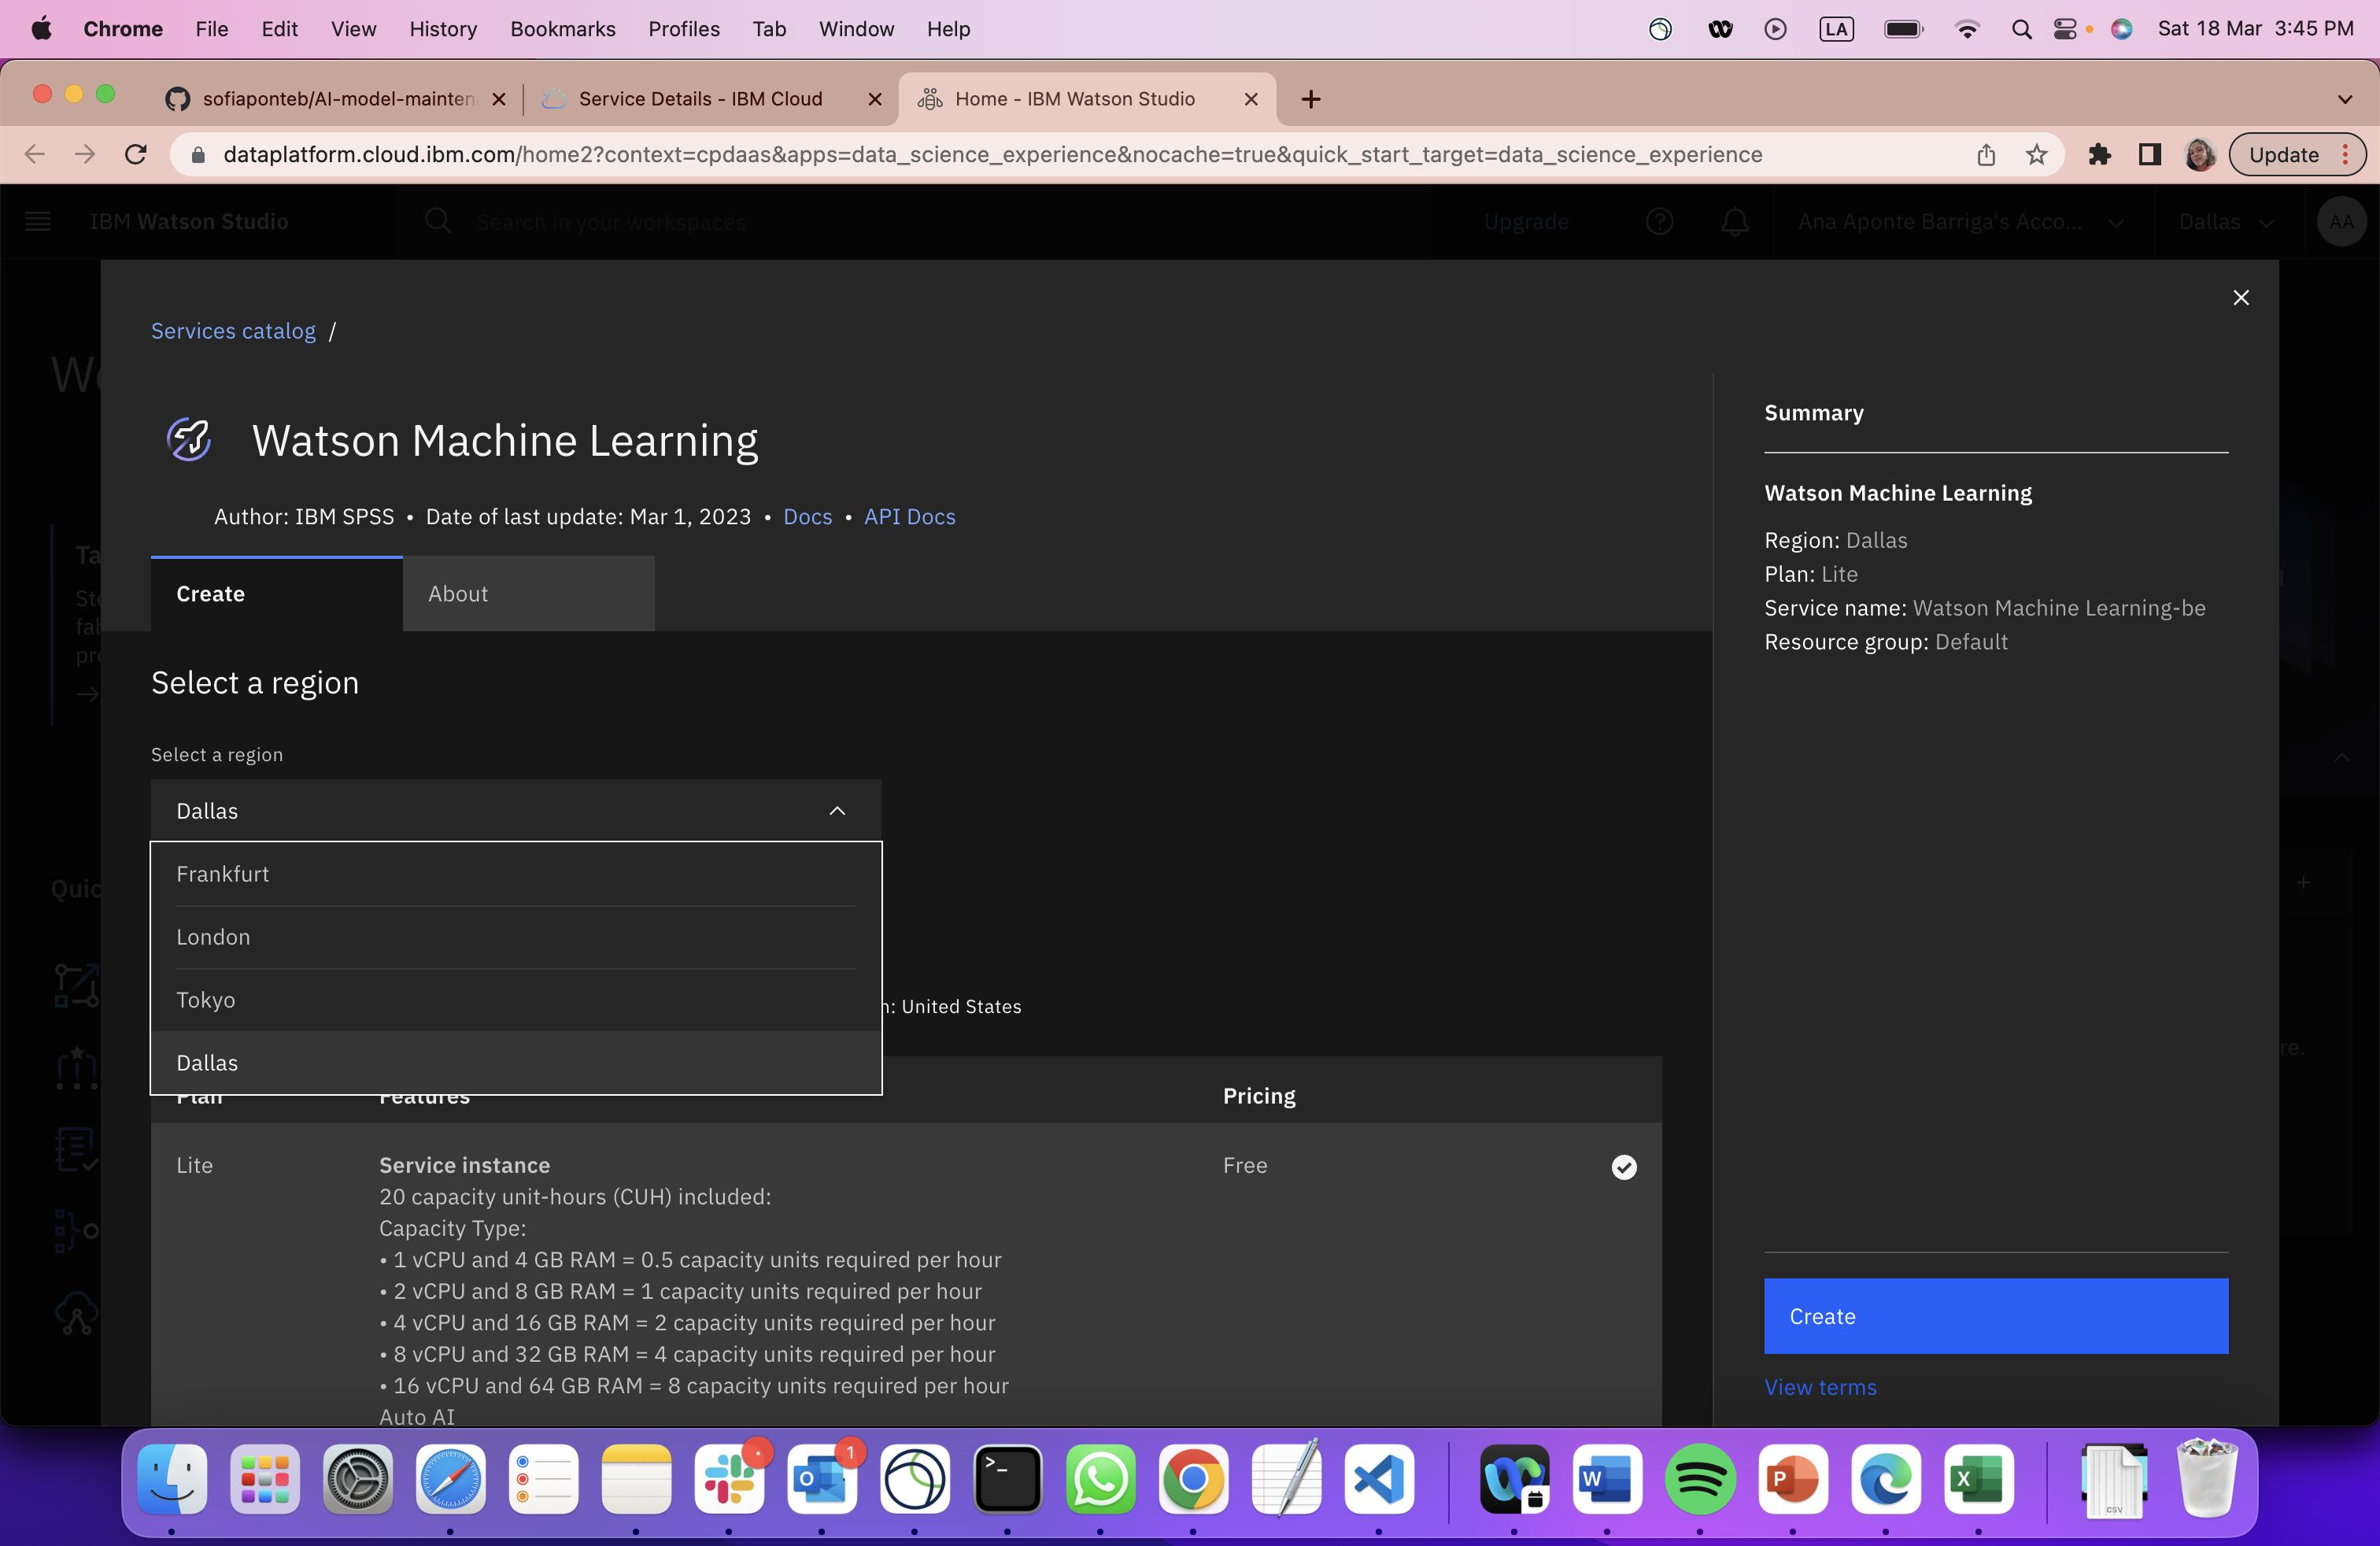 Chrome File Edit View History Bookmarks Profiles Tab Window Help LA Sat 18 Mar 3:45 PM
sofiaponteb/AI-model-mainten Service Details - IBM Cloud Home - IBM Watson Studio
dataplatform.cloud.ibm.com/home2?context=cpdaas&apps=data_science_experience&nocache=true&quick_start_target=data_science_experience Update
IBM Watson Studio Search in your workspaces Upgrade Ana Aponte Barriga's Acco... Dallas AA
Services catalog /
Watson Machine Learning
Author: IBM SPSS • Date of last update: Mar 1, 2023 • Docs • API Docs
Create About
Select a region
Select a region
Dallas
Frankfurt
London
Tokyo
Dallas
n: United States
Plan Features Pricing
Lite Service instance Free
20 capacity unit-hours (CUH) included:
Capacity Type:
• 1 vCPU and 4 GB RAM = 0.5 capacity units required per hour
• 2 vCPU and 8 GB RAM = 1 capacity units required per hour
• 4 vCPU and 16 GB RAM = 2 capacity units required per hour
• 8 vCPU and 32 GB RAM = 4 capacity units required per hour
• 16 vCPU and 64 GB RAM = 8 capacity units required per hour
Auto AI
Summary
Watson Machine Learning
Region: Dallas
Plan: Lite
Service name: Watson Machine Learning-be
Resource group: Default
Create
View terms
We
Ta
Ste
fab
pro
Quic
re.
1
CSV